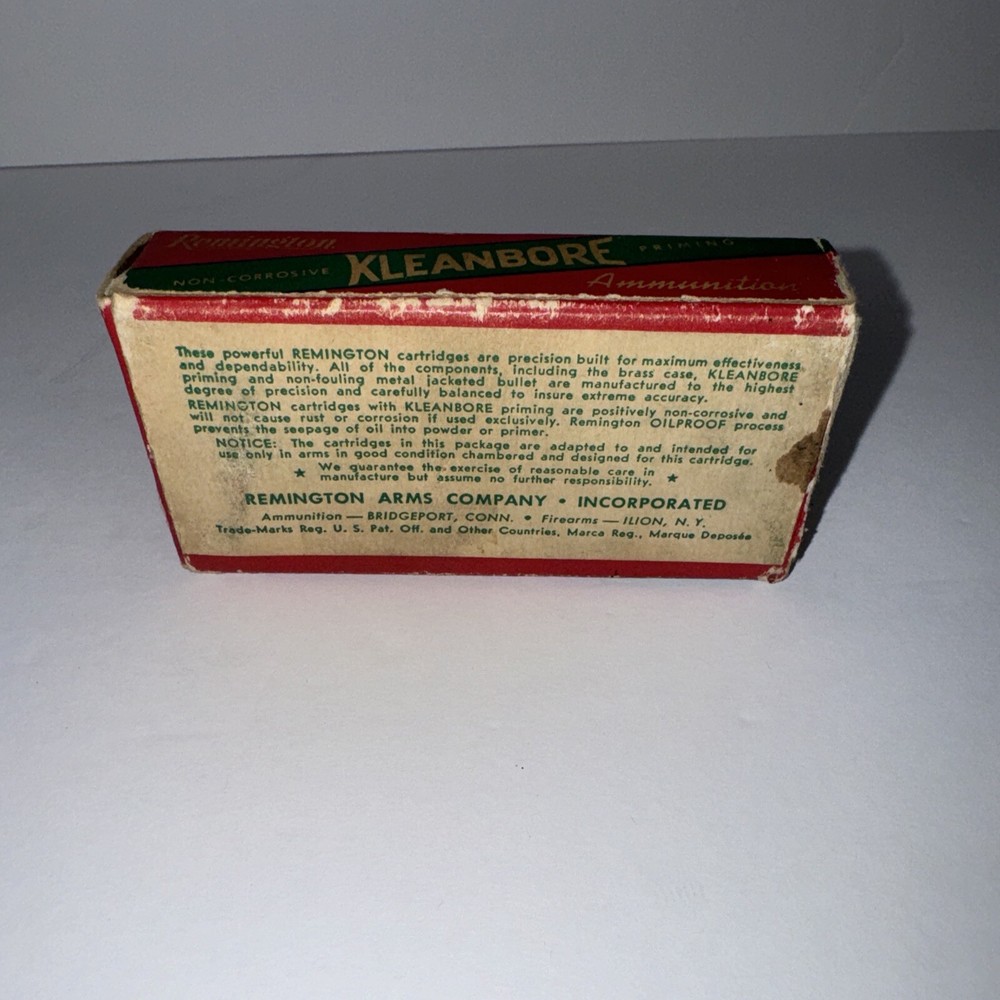 Remington
NON-CORROSIVE KLEANBORE PRIMING
Ammunition
These powerful REMINGTON cartridges are precision built for maximum effectiveness
and dependability. All of the components, including the brass case, KLEANBORE
priming and non-fouling metal jacketed bullet are manufactured to the highest
degree of precision and carefully balanced to insure extreme accuracy.
REMINGTON cartridges with KLEANBORE priming are positively non-corrosive and
will not cause rust or corrosion if used exclusively. Remington OILPROOF process
prevents the seepage of oil into powder or primer.
NOTICE: The cartridges in this package are adapted to and intended for
use only in arms in good condition chambered and designed for this cartridge.
★ We guarantee the exercise of reasonable care in ★
manufacture but assume no further responsibility.
REMINGTON ARMS COMPANY • INCORPORATED
Ammunition — BRIDGEPORT, CONN. • Firearms — ILION, N. Y.
Trade-Marks Reg. U. S. Pat. Off. and Other Countries, Marca Reg., Marque Deposée